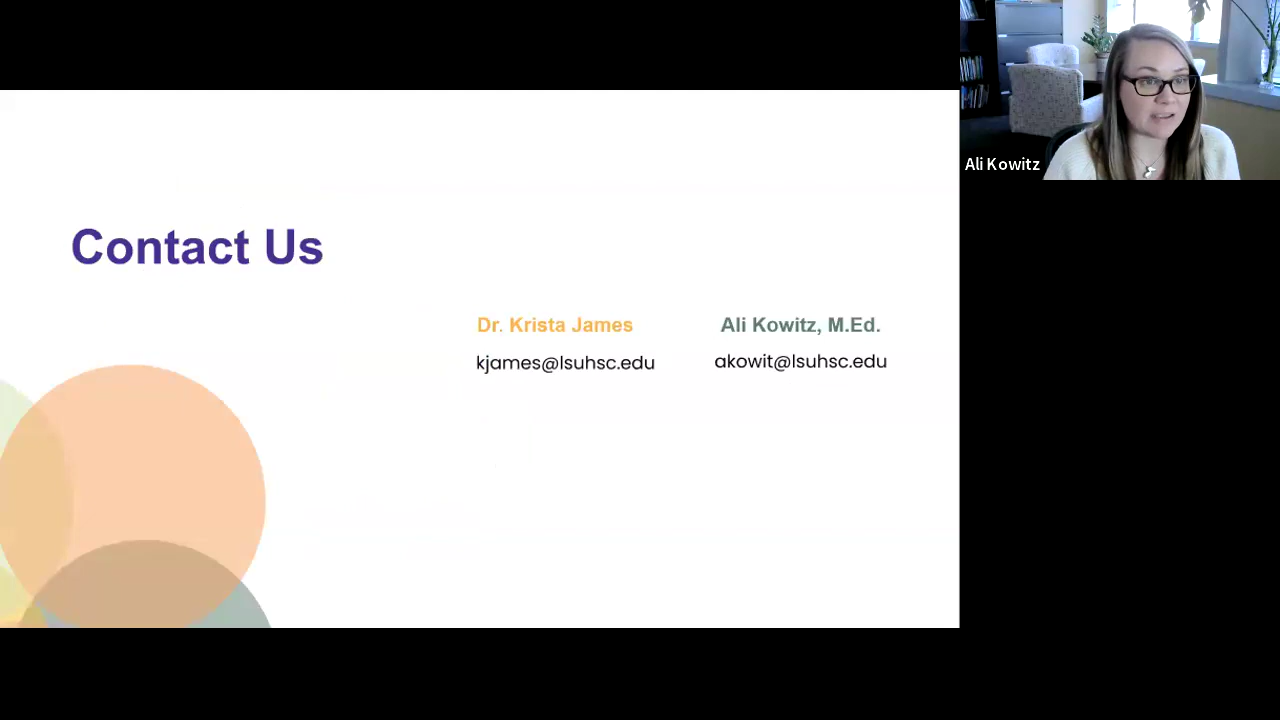 Contact Us
Dr. Krista James
kjames@lsuhsc.edu
Ali Kowitz, M.Ed.
akowit@lsuhsc.edu
Ali Kowitz